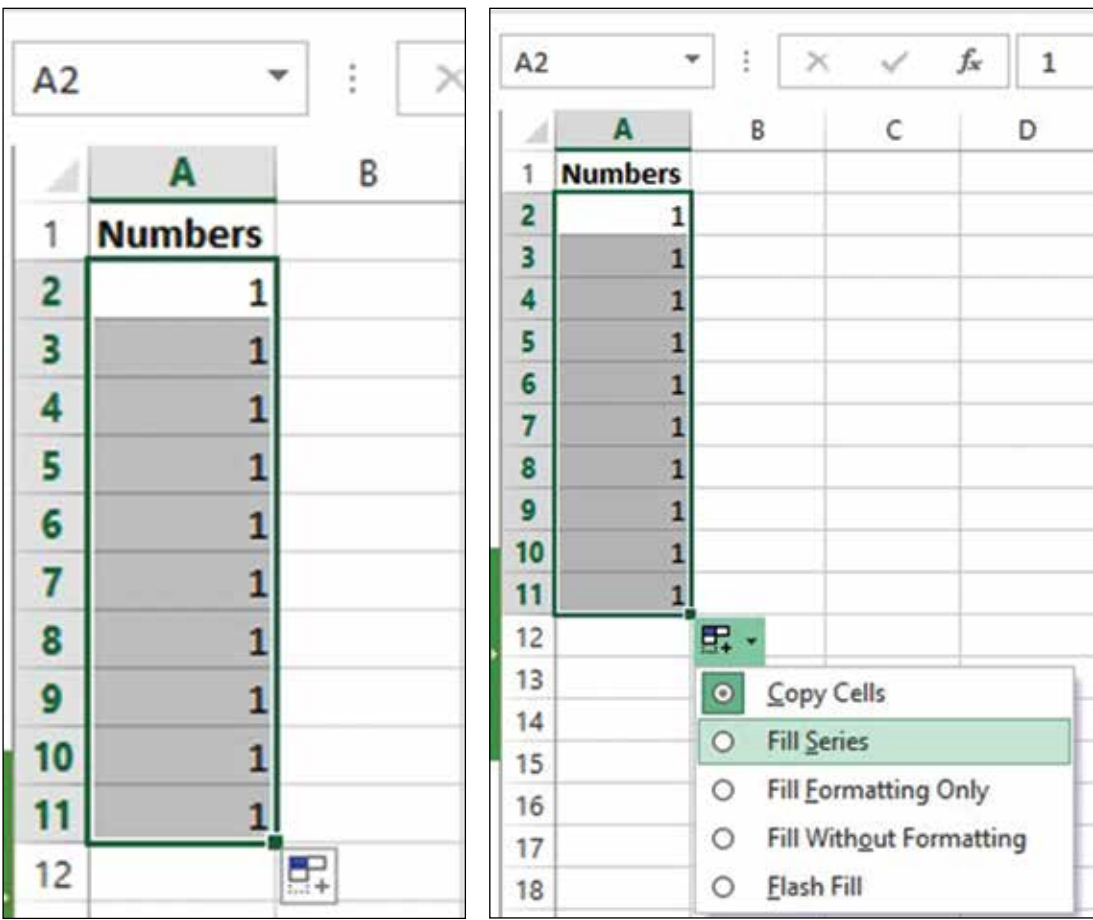 A2
A B
1 Numbers
2 1
3 1
4 1
5 1
6 1
7 1
8 1
9 1
10 1
11 1
12
A2 fx 1
A B C D
1 Numbers
2 1
3 1
4 1
5 1
6 1
7 1
8 1
9 1
10 1
11 1
12
13
Copy Cells
14
Fill Series
15
16
Fill Formatting Only
17
Fill Without Formatting
18
Flash Fill